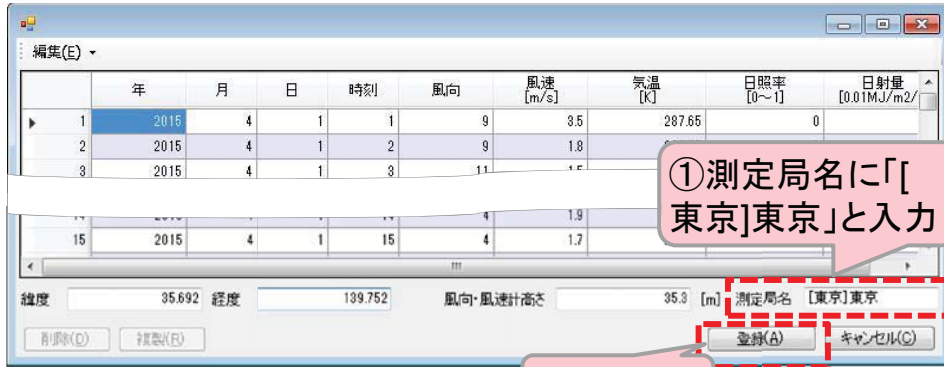 編集(E)
年 月 日 時刻 風向 風速 [m/s] 気温 [K] 日照率 [0~1] 日射量 [0.01MJ/m2/
1 2015 4 1 1 9 3.5 287.65 0
2 2015 4 1 2 9 1.8
3 2015 4 1 3 11
4 1.9
15 2015 4 1 15 4 1.7
①測定局名に「[
東京]東京」と入力
緯度 35.692 経度 139.752 風向・風速計高さ 35.3 [m] 測定局名 [東京]東京
削除(D) 複製(R) 登録(A) キャンセル(C)